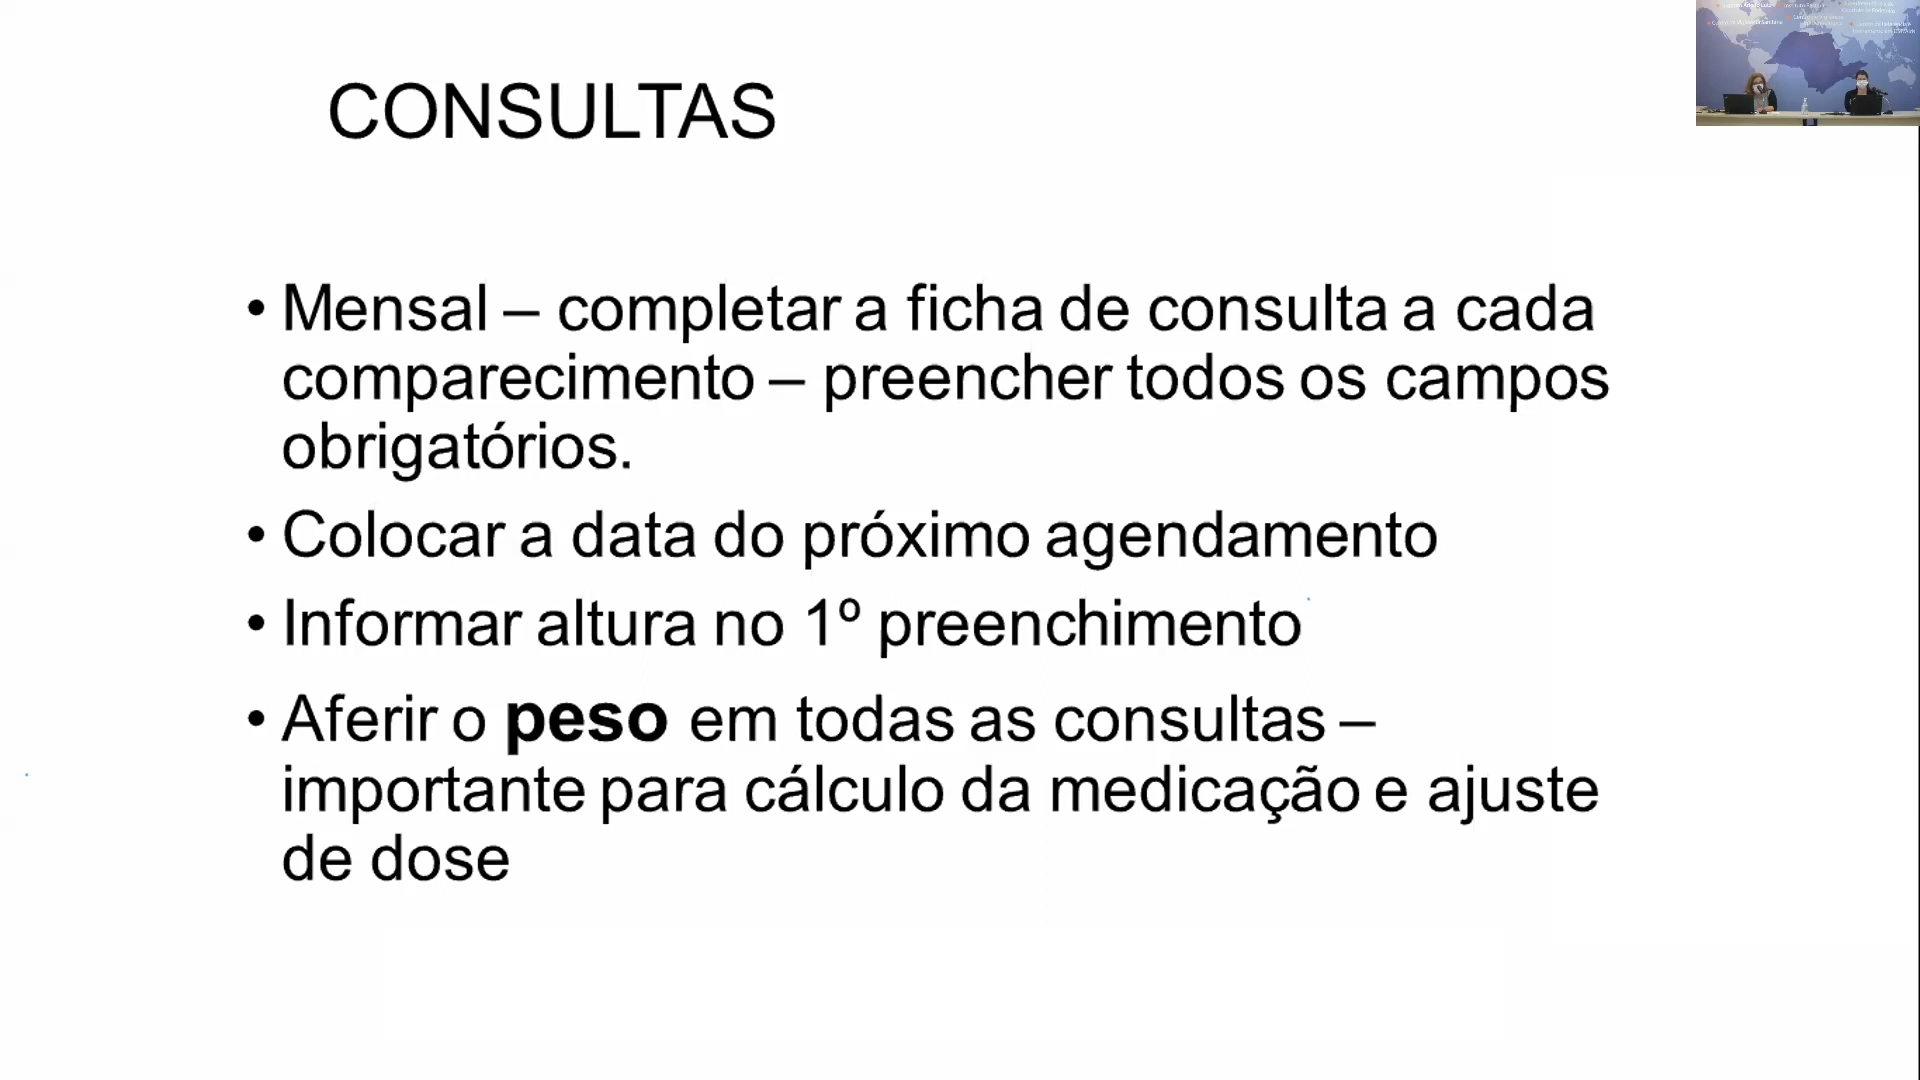 CONSULTAS
• Mensal – completar a ficha de consulta a cada
comparecimento – preencher todos os campos
obrigatórios.
• Colocar a data do próximo agendamento
• Informar altura no 1º preenchimento
• Aferir o peso em todas as consultas –
importante para cálculo da medicação e ajuste
de dose